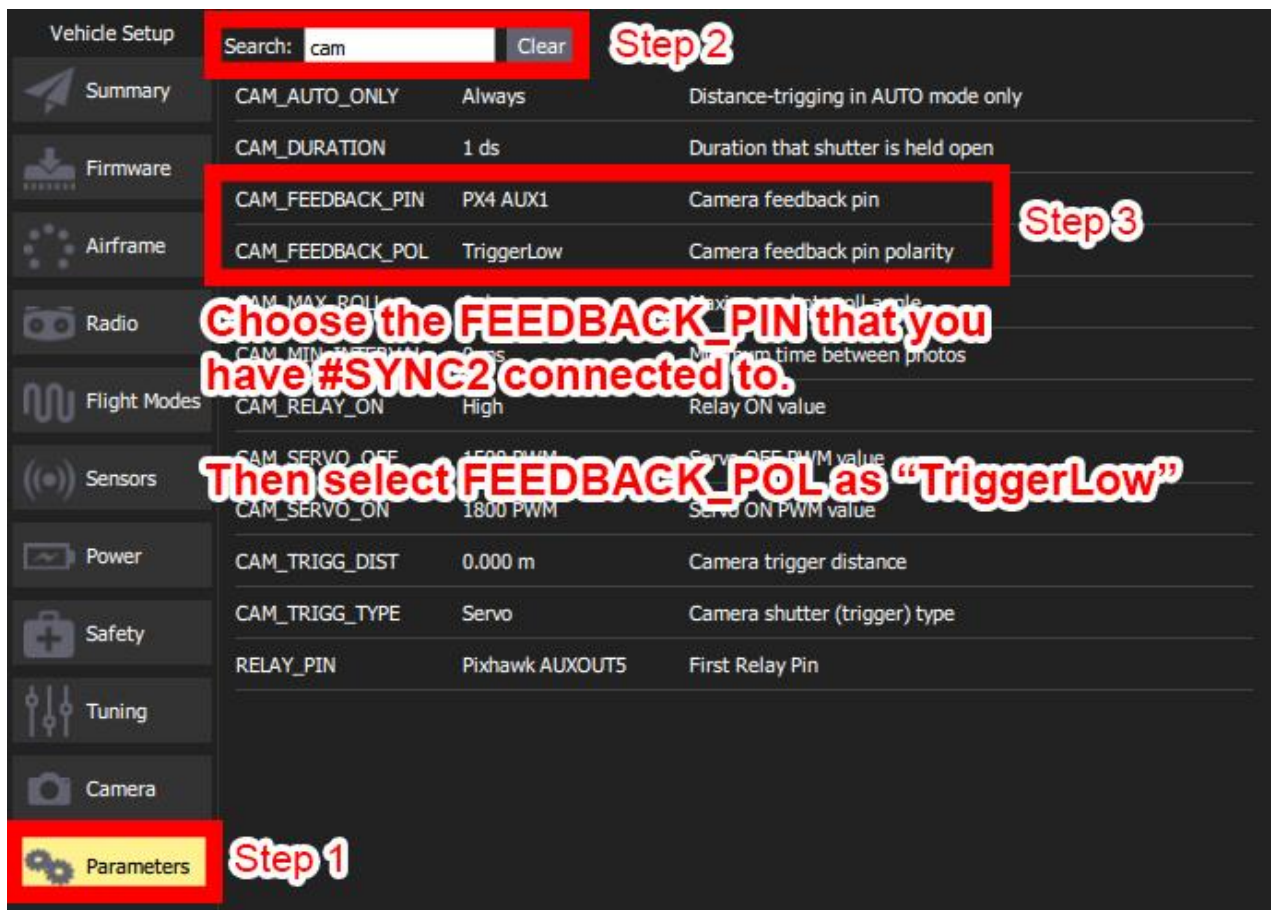 Vehicle Setup
Search: cam Clear Step 2
Summary
CAM_AUTO_ONLY Always Distance-trigging in AUTO mode only
CAM_DURATION 1 ds Duration that shutter is held open
Firmware
CAM_FEEDBACK_PIN PX4 AUX1 Camera feedback pin
Step 3
Airframe
CAM_FEEDBACK_POL TriggerLow Camera feedback pin polarity
Radio
Choose the FEEDBACK_PIN that you
time between photos
have #SYNC2 connected to.
Flight Modes
CAM_RELAY_ON High Relay ON value
Sensors
Then select FEEDBACK_POL as “TriggerLow”
CAM_SERVO_ON 1800 PWM Servo ON PWM value
Power
CAM_TRIGG_DIST 0.000 m Camera trigger distance
CAM_TRIGG_TYPE Servo Camera shutter (trigger) type
Safety
RELAY_PIN Pixhawk AUXOUT5 First Relay Pin
Tuning
Camera
Parameters Step 1